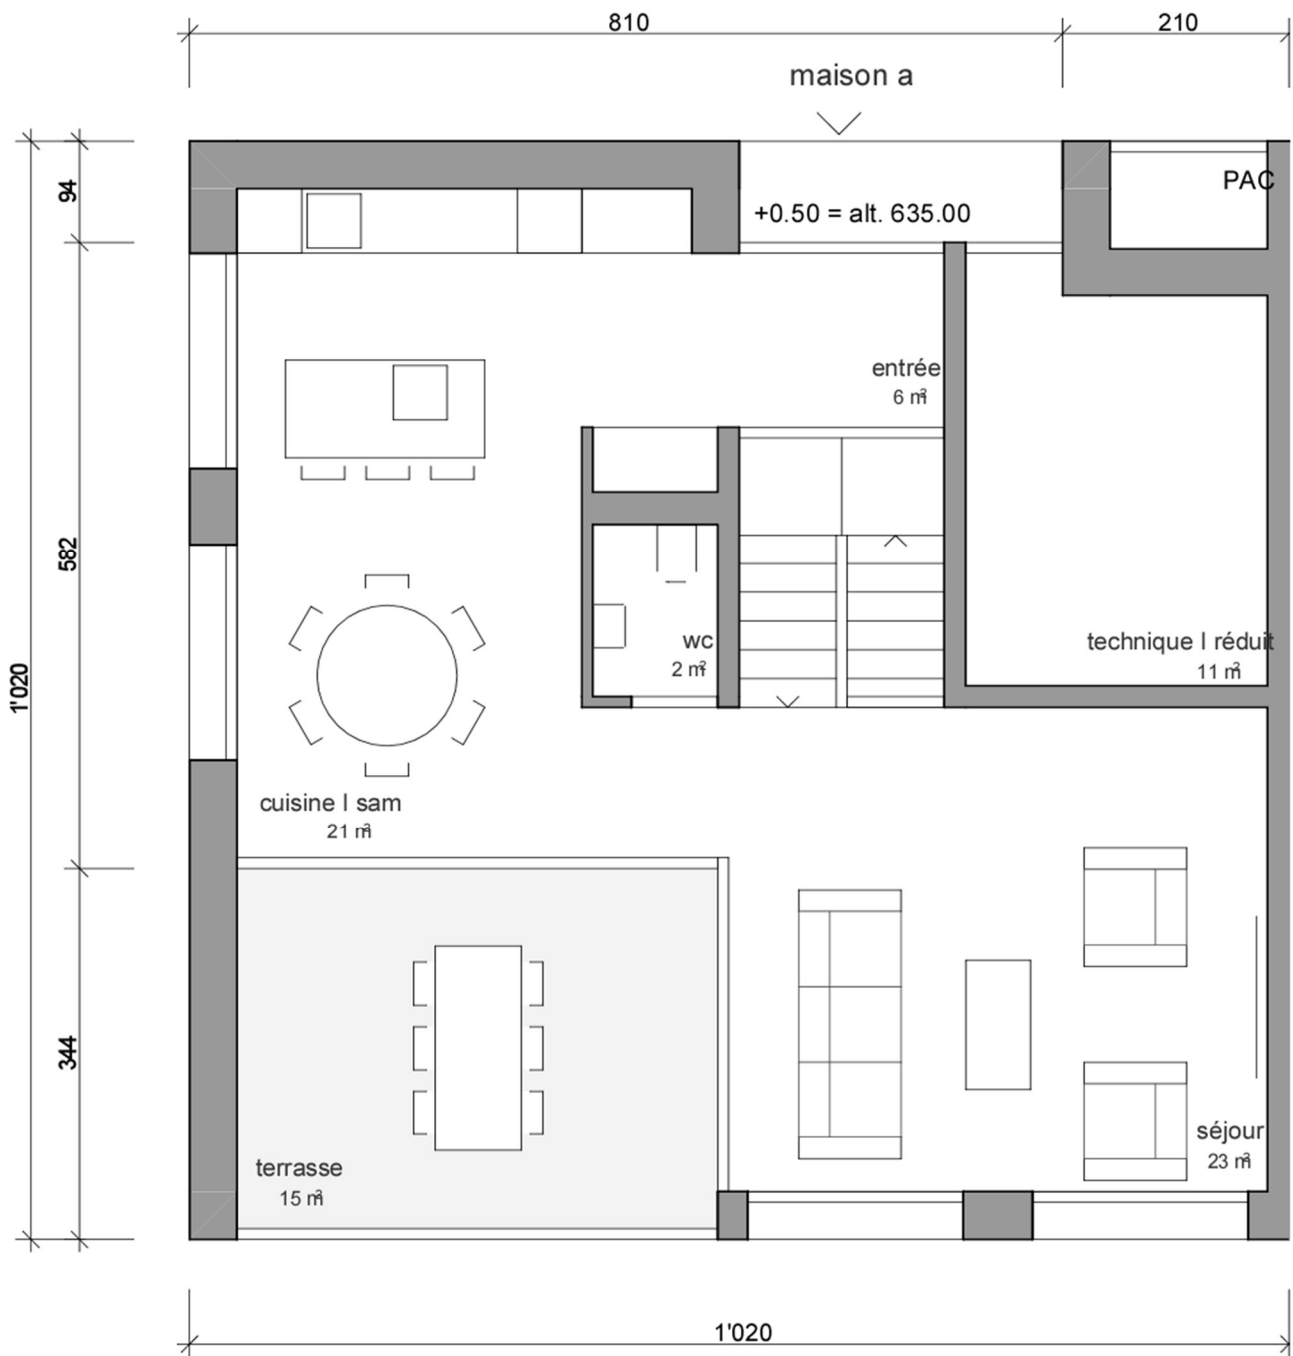 810
210
maison a
94
PAC
+0.50 = alt. 635.00
entrée
6 m²
582
wc
2 m²
technique I réduit
11 m²
1'020
cuisine I sam
21 m²
344
séjour
23 m²
terrasse
15 m²
1'020